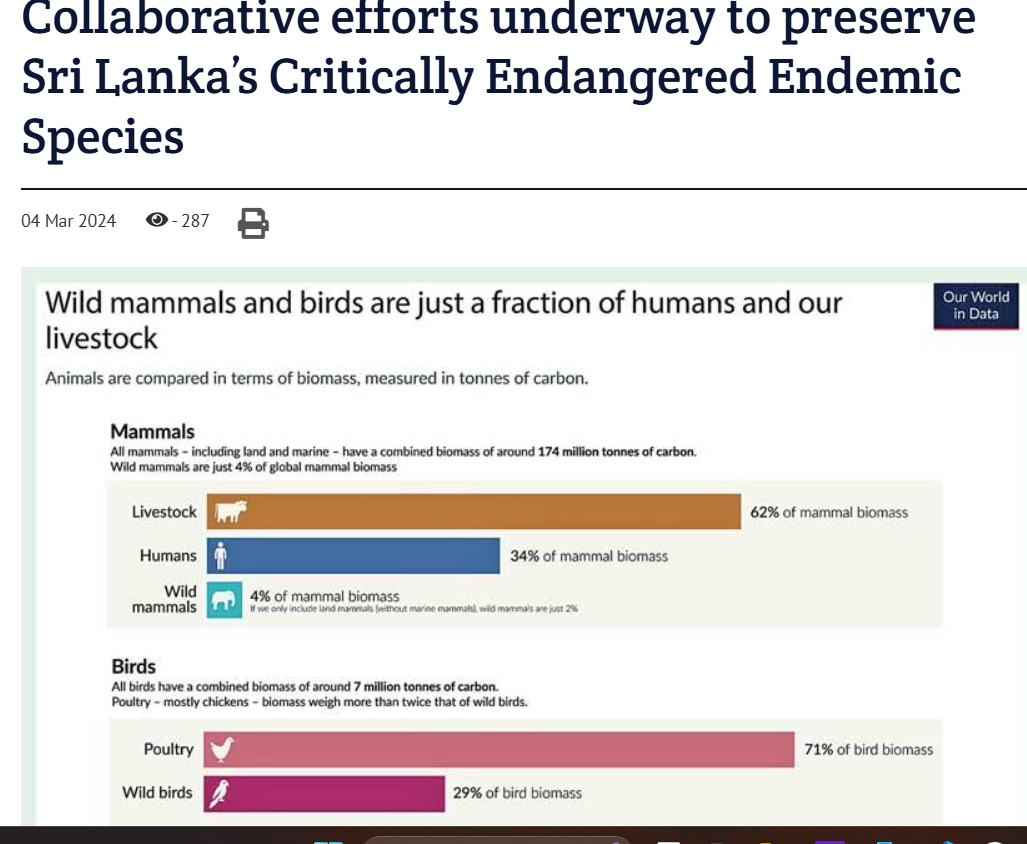 Collaborative efforts underway to preserve
Sri Lanka’s Critically Endangered Endemic
Species
04 Mar 2024 - 287
Wild mammals and birds are just a fraction of humans and our
livestock
Our World
in Data
Animals are compared in terms of biomass, measured in tonnes of carbon.
Mammals
All mammals – including land and marine – have a combined biomass of around 174 million tonnes of carbon.
Wild mammals are just 4% of global mammal biomass
Livestock 62% of mammal biomass
Humans 34% of mammal biomass
Wild
mammals
4% of mammal biomass
If we only include land mammals (without marine mammals), wild mammals are just 2%
Birds
All birds have a combined biomass of around 7 million tonnes of carbon.
Poultry – mostly chickens – biomass weigh more than twice that of wild birds.
Poultry 71% of bird biomass
Wild birds 29% of bird biomass